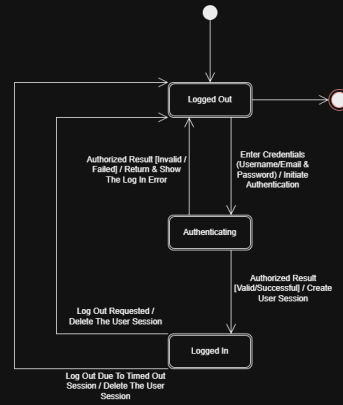 Logged Out
Enter Credentials
(Username/Email &
Password) / Initiate
Authentication
Authorized Result [Invalid /
Failed] / Return & Show
The Log In Error
Authenticating
Authorized Result
[Valid/Successful] / Create
User Session
Log Out Requested /
Delete The User Session
Logged In
Log Out Due To Timed Out
Session / Delete The User
Session